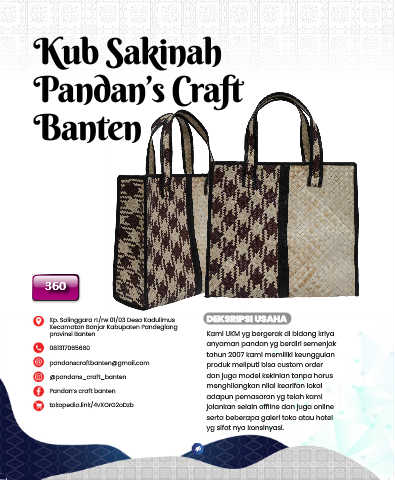 Kub Sakinah
Pandan's Craft
Banten
360
Kp. Salinggara rt/rw 01/03 Desa Kadulimus
Kecamatan Banjar Kabupaten Pandeglang
provinsi Banten
081317065680
pandanscraftbanten@gmail.com
@pandans_craft_banten
Pandan's craft banten
tokopedia.link/4VXOrG2oDzb
DEKSRIPSI USAHA
Kami UKM yg bergerak di bidang kriya
anyaman pandan yg berdiri semenjak
tahun 2007 kami memiliki keunggulan
produk meliputi bisa custom order
dan juga model kekinian tanpa harus
menghilangkan nilai kearifan lokal
adapun pemasaran yg telah kami
jalankan selain offline dan juga online
serta beberapa galeri toko atau hotel
yg sifat nya konsinyasi.